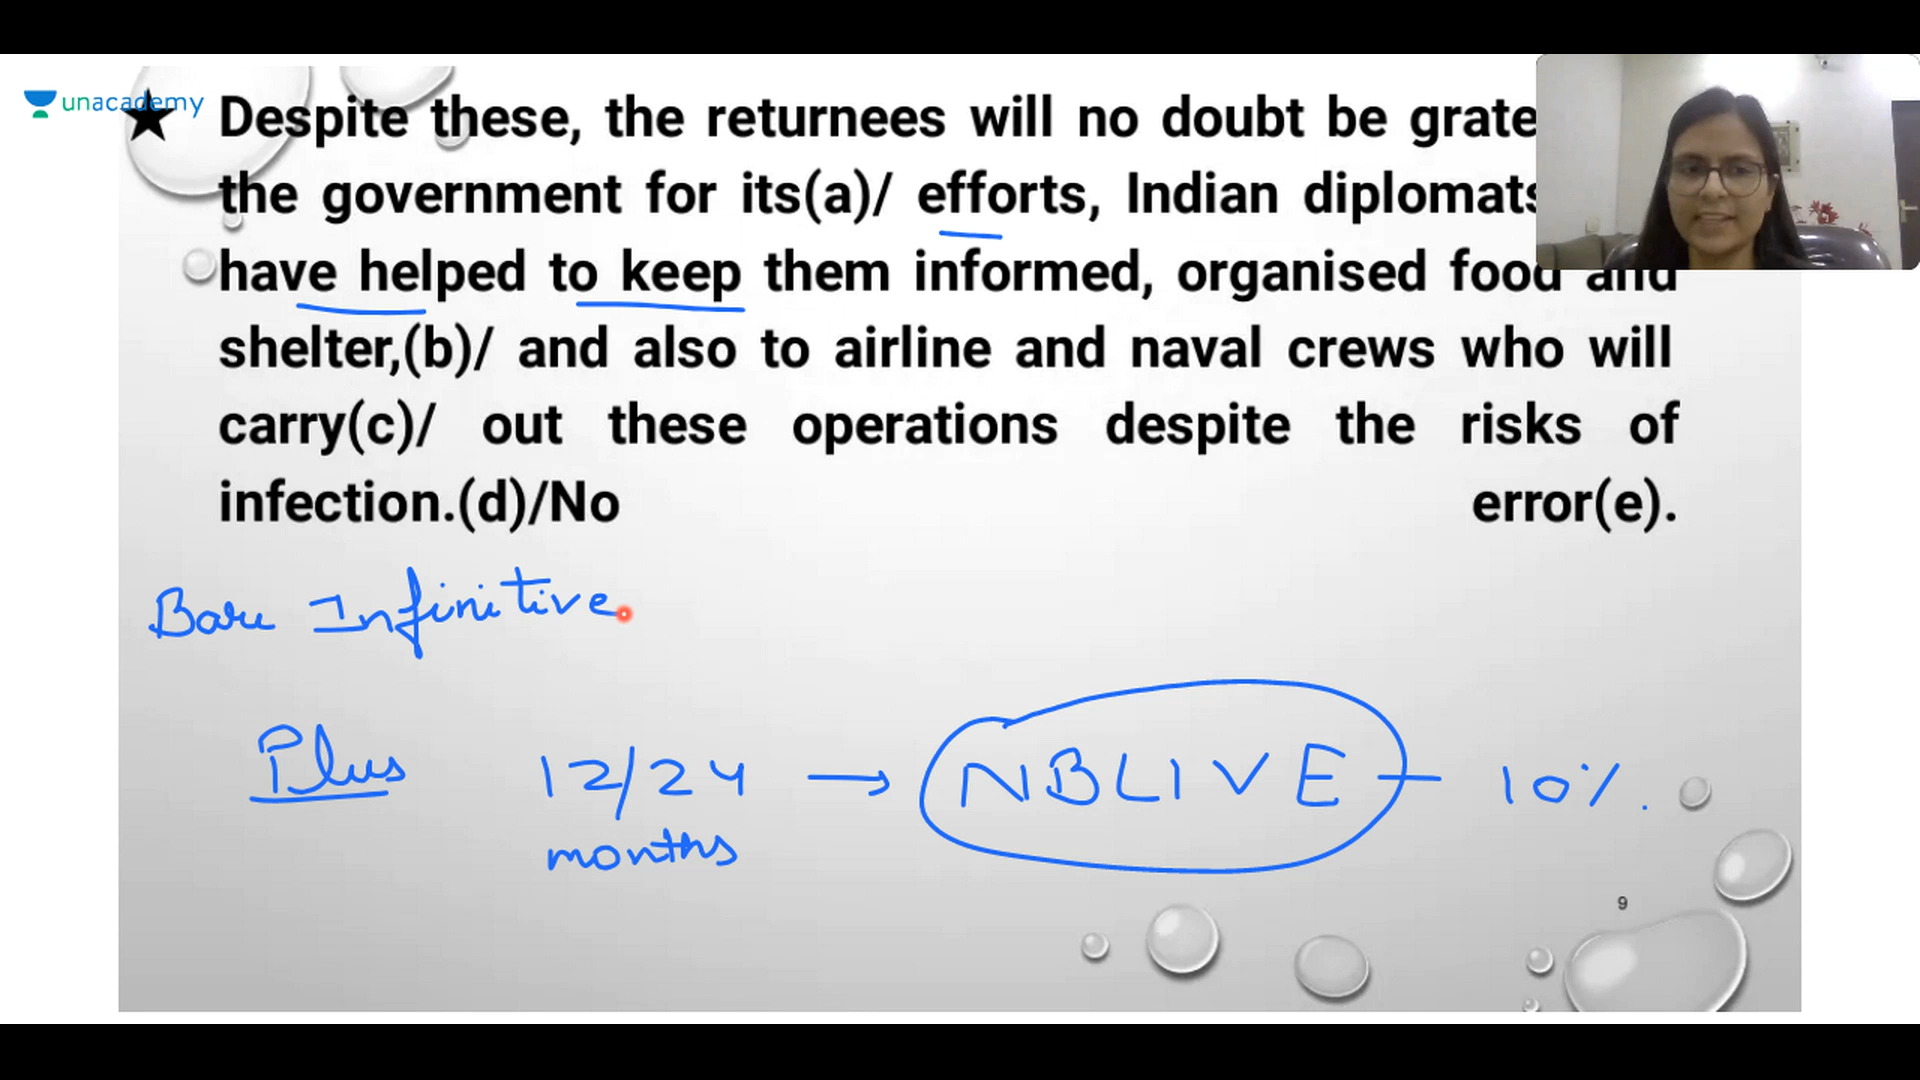 unacademy
Despite these, the returnees will no doubt be grate
the government for its(a)/ efforts, Indian diplomats
have helped to keep them informed, organised food and
shelter,(b)/ and also to airline and naval crews who will
carry(c)/ out these operations despite the risks of
infection.(d)/No error(e).
Bare Infinitive
Plus 12/24 → NBLIVE — 10%.
months
9